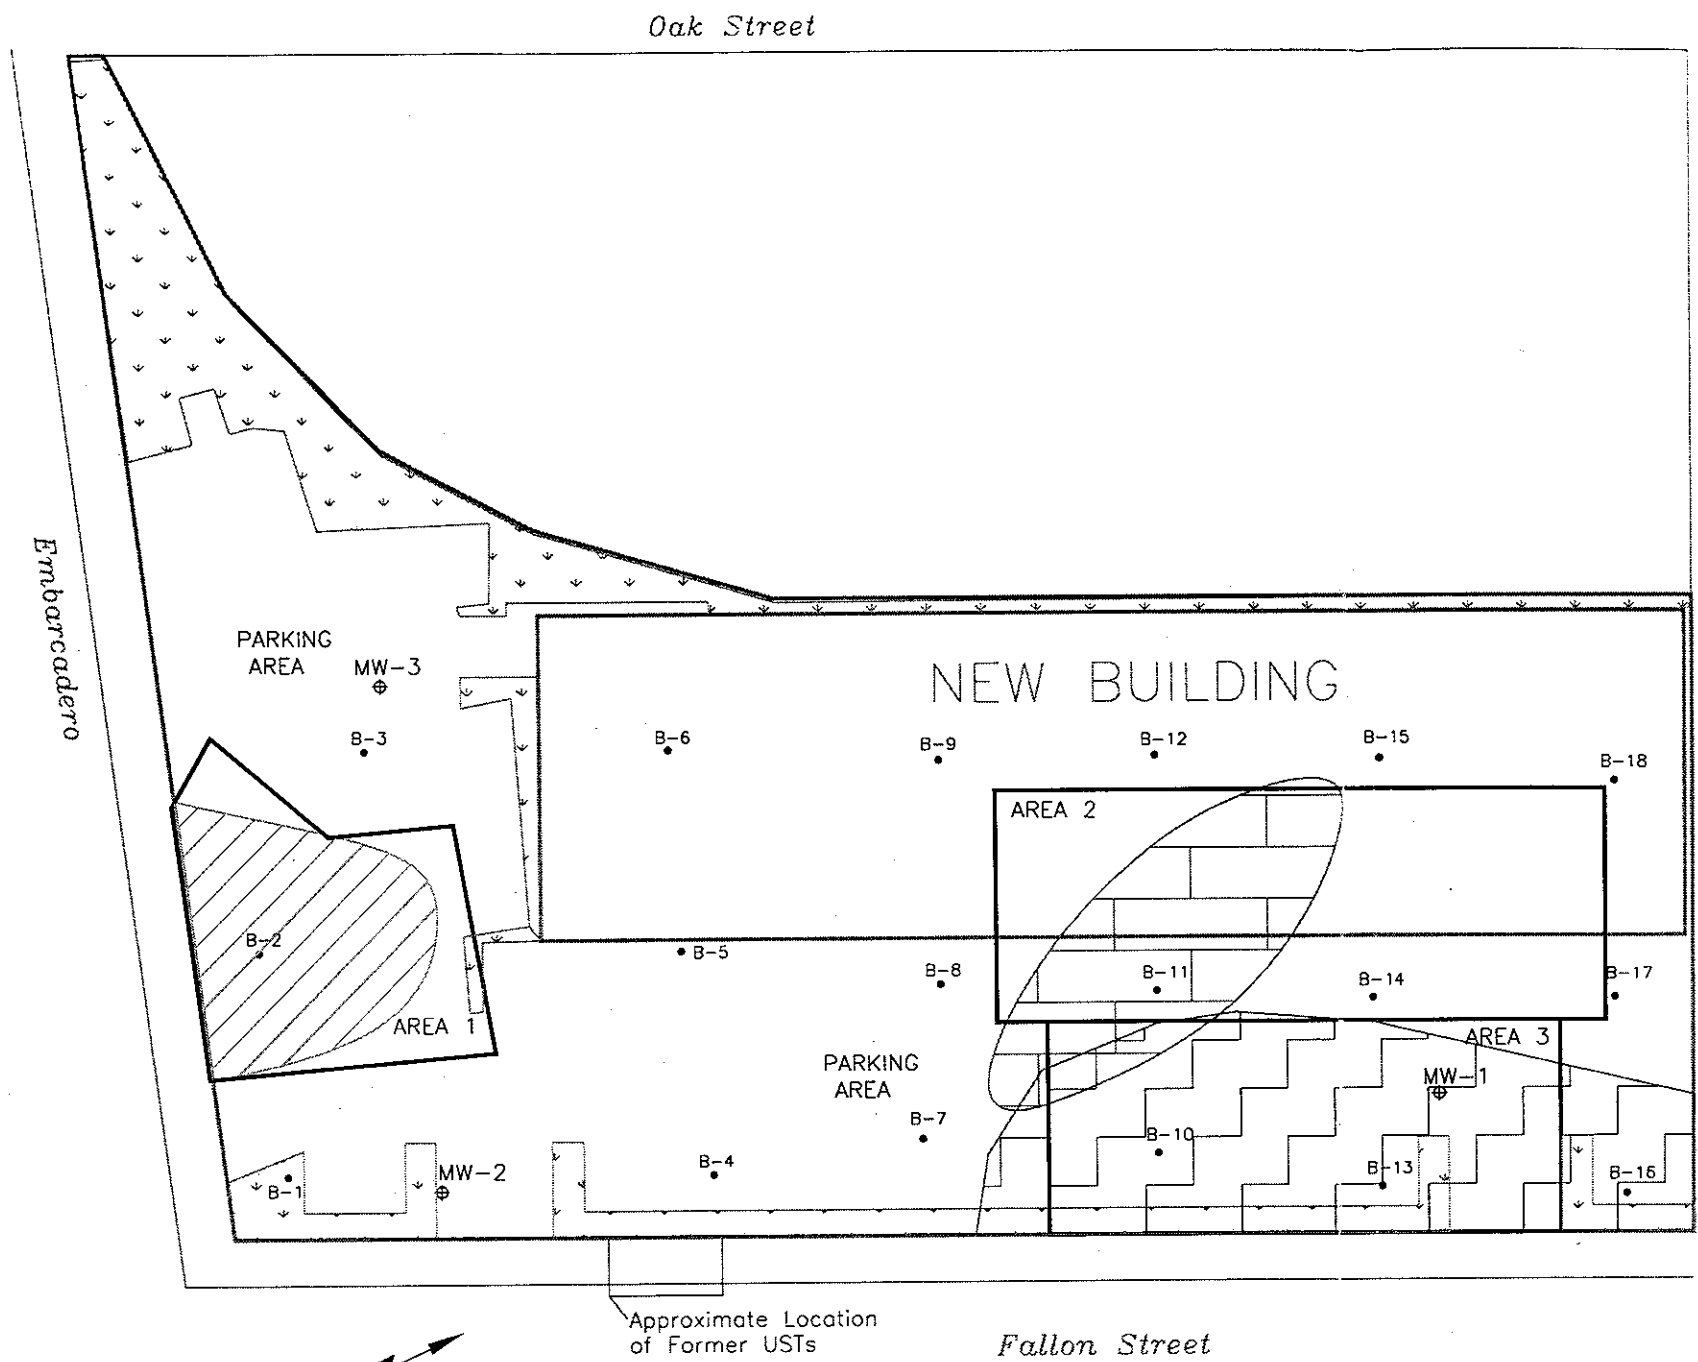 Oak Street
Embarcadero
PARKING
AREA
MW-3
NEW BUILDING
B-3
B-6
B-9
B-12
B-15
B-18
AREA 2
B-2
B-5
B-8
B-11
B-14
B-17
AREA 1
AREA 3
PARKING
AREA
MW-1
B-7
B-10
B-4
B-13
B-16
B-1
MW-2
Approximate Location
of Former USTs
Fallon Street